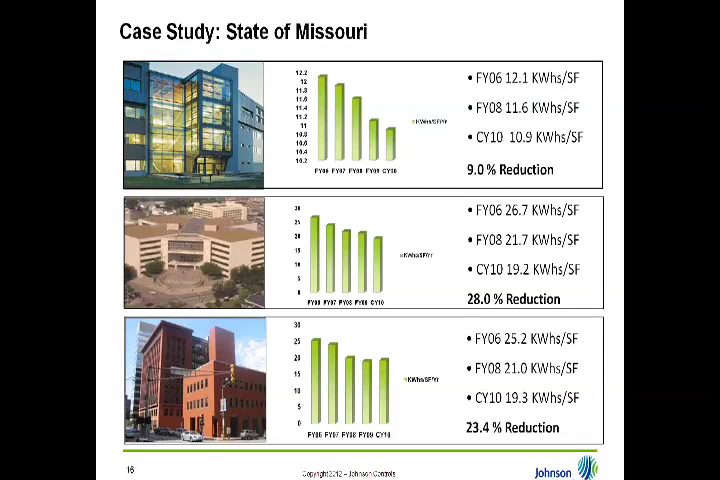 Case Study: State of Missouri
12.2
12
11.8
11.6
11.4
11.2
11
10.8
10.6
10.4
10.2
FY06 FY07 FY08 FY09 CY10
KWhs/SF/Yr
• FY06 12.1 KWhs/SF
• FY08 11.6 KWhs/SF
• CY10 10.9 KWhs/SF
9.0 % Reduction
30
25
20
15
10
5
0
FY06 FY07 FY08 FY09 CY10
KWhs/SF/Yr
• FY06 26.7 KWhs/SF
• FY08 21.7 KWhs/SF
• CY10 19.2 KWhs/SF
28.0 % Reduction
30
25
20
15
10
5
0
FY06 FY07 FY08 FY09 CY10
KWhs/SF/Yr
• FY06 25.2 KWhs/SF
• FY08 21.0 KWhs/SF
• CY10 19.3 KWhs/SF
23.4 % Reduction
16
Copyright 2012 – Johnson Controls
Johnson